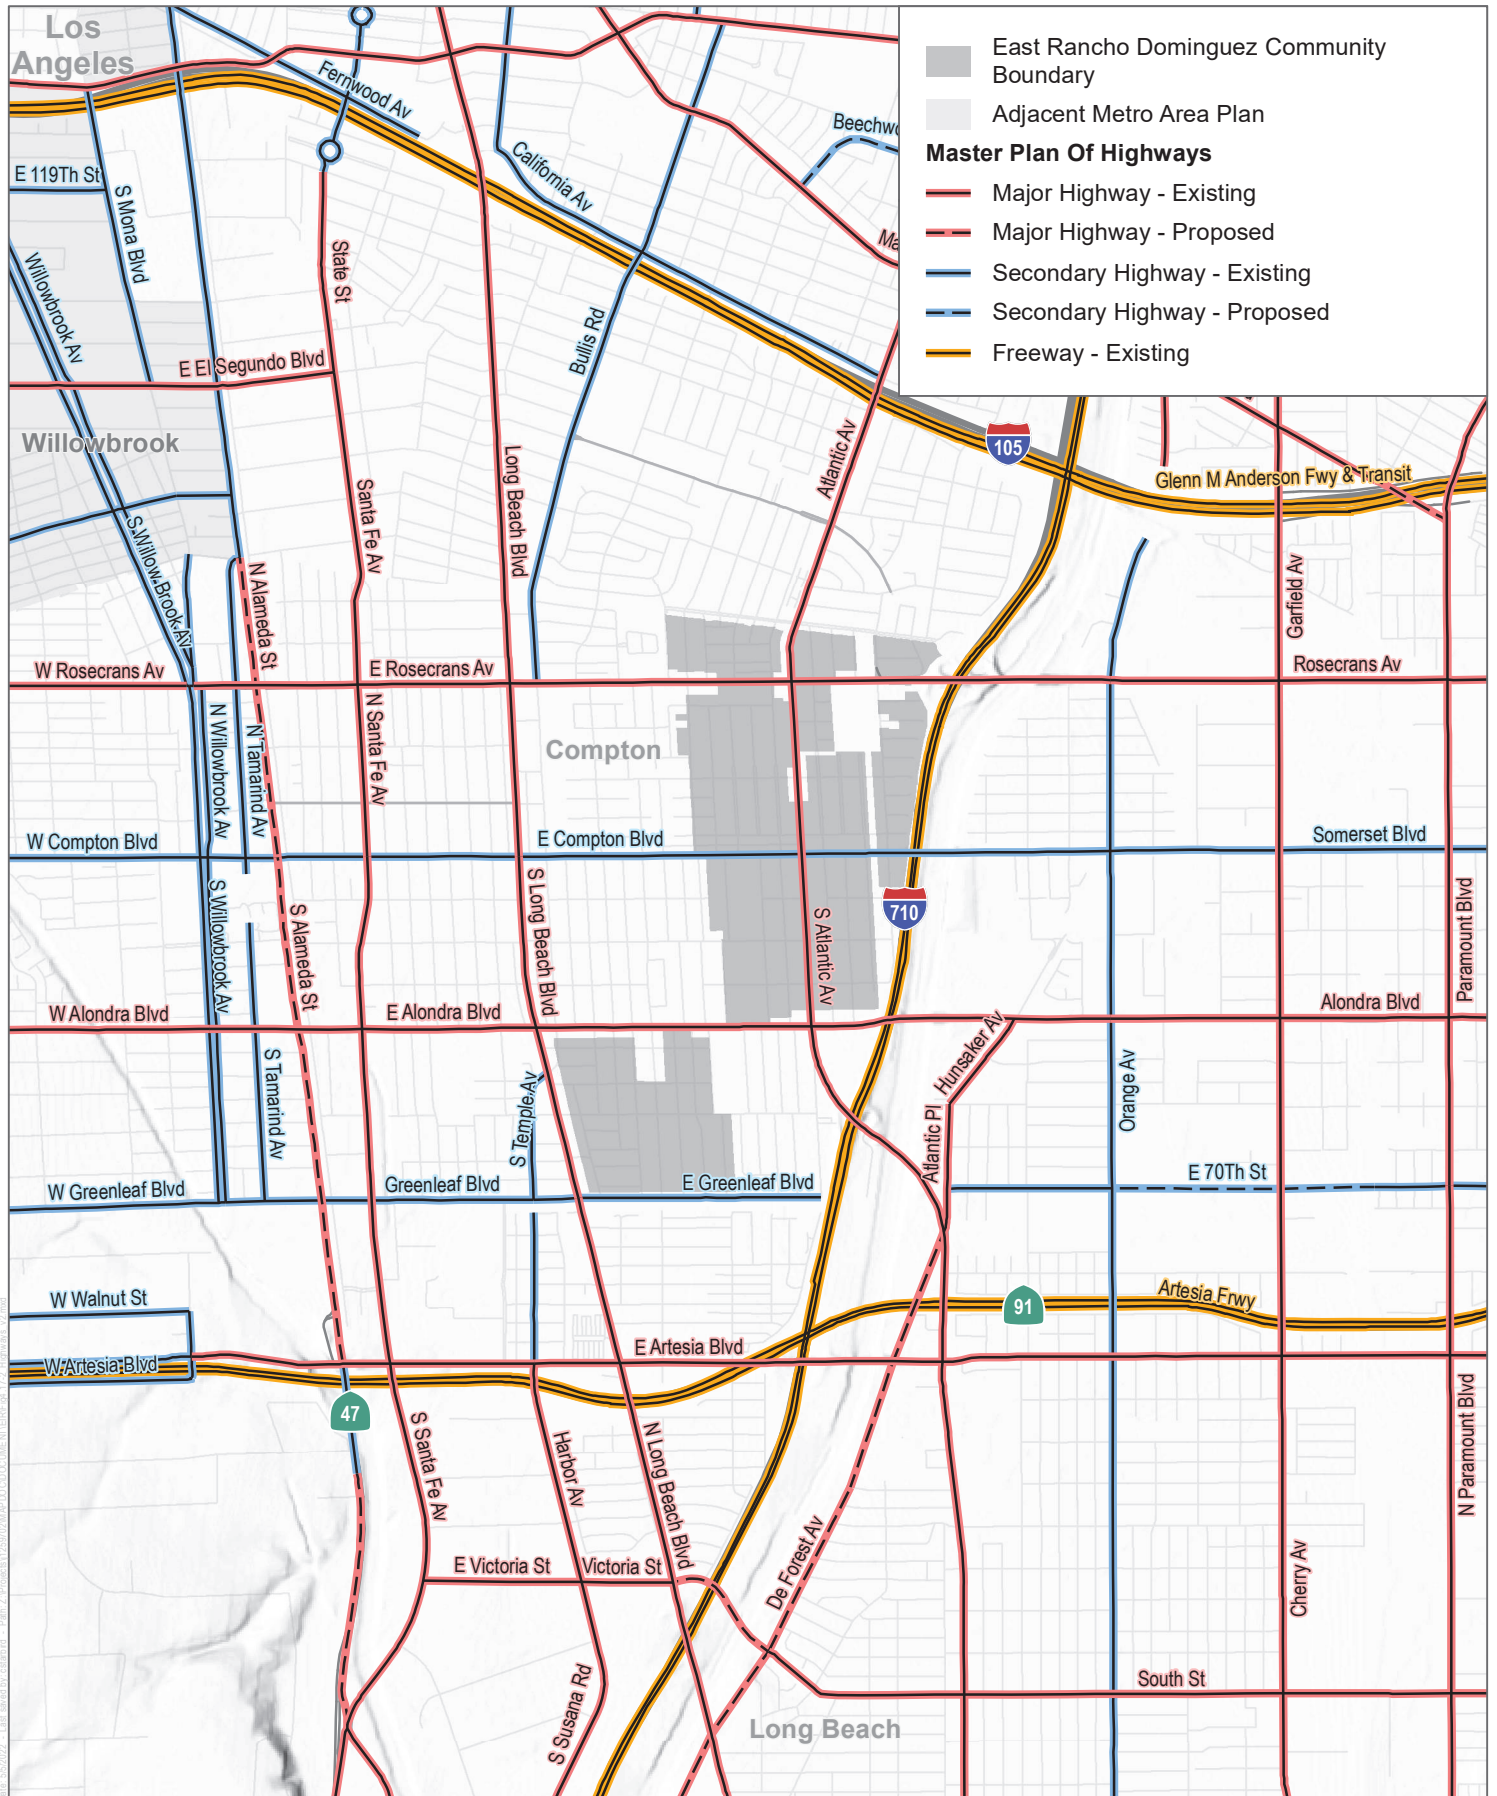 Los
Angeles
East Rancho Dominguez Community
Boundary
Adjacent Metro Area Plan
Master Plan Of Highways
Major Highway - Existing
Major Highway - Proposed
Secondary Highway - Existing
Secondary Highway - Proposed
Freeway - Existing
Fernwood Av
California Av
Beechwo
Ma
E 119Th St
S Mona Blvd
Willowbrook Av
State St
Bullis Rd
E El Segundo Blvd
Willowbrook
Atlantic Av
105
Glenn M Anderson Fwy & Transit
Long Beach Blvd
Santa Fe Av
S Willow Brook Av
N Alameda St
Garfield Av
W Rosecrans Av
E Rosecrans Av
Rosecrans Av
N Willowbrook Av
N Tamarind Av
N Santa Fe Av
Compton
W Compton Blvd
E Compton Blvd
Somerset Blvd
S Willowbrook Av
S Alameda St
S Long Beach Blvd
S Atlantic Av
710
Paramount Blvd
W Alondra Blvd
E Alondra Blvd
Alondra Blvd
Hunsaker Av
S Tamarind Av
S Temple Av
Atlantic Pl
Orange Av
W Greenleaf Blvd
Greenleaf Blvd
E Greenleaf Blvd
E 70Th St
W Walnut St
91
Artesia Frwy
W Artesia Blvd
E Artesia Blvd
47
S Santa Fe Av
Harbor Av
N Long Beach Blvd
N Paramount Blvd
E Victoria St
Victoria St
De Forest Av
Cherry Av
S Susana Rd
South St
Long Beach